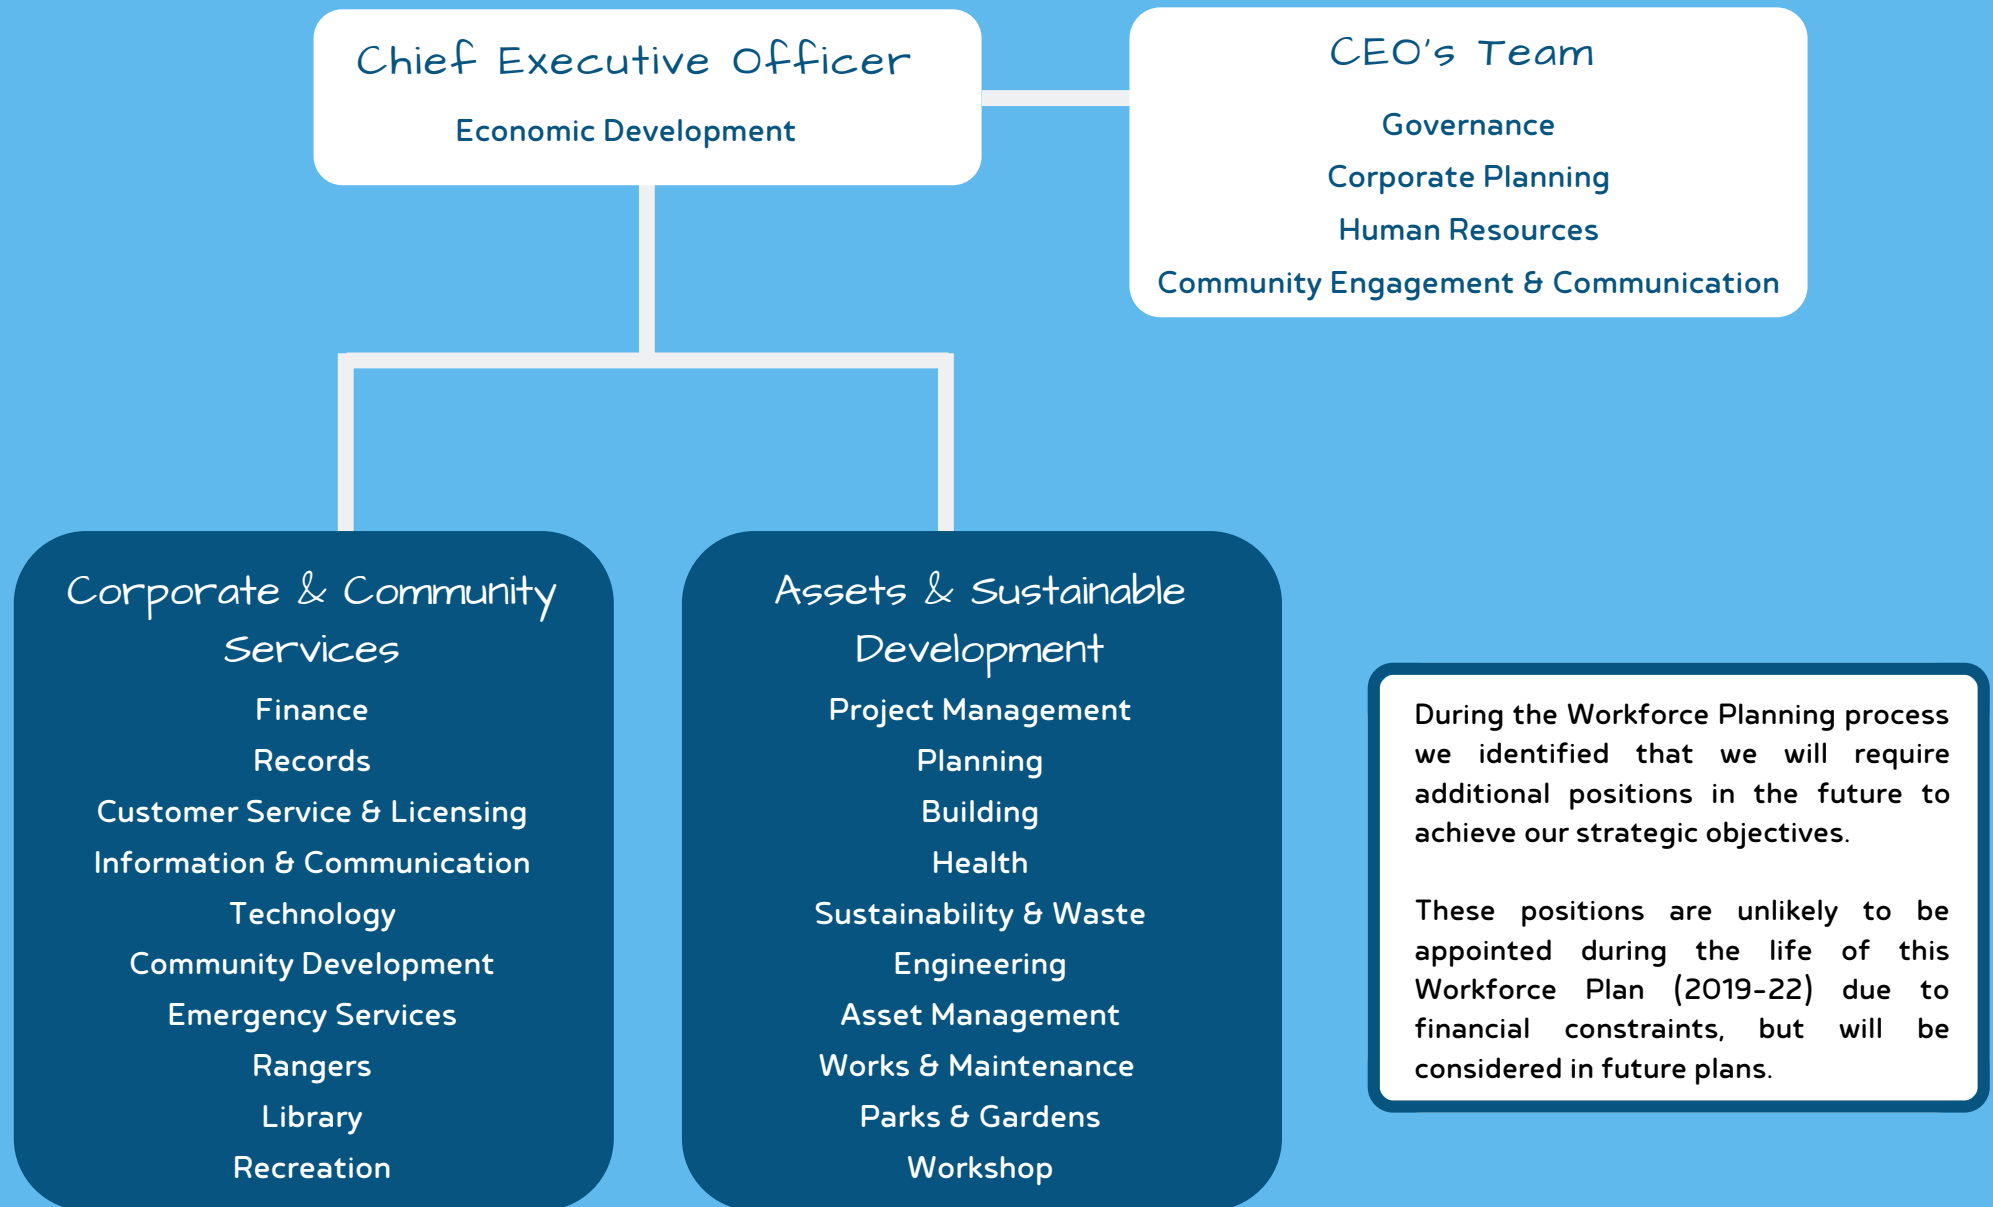 Chief Executive Officer
Economic Development
CEO's Team
Governance
Corporate Planning
Human Resources
Community Engagement & Communication
Corporate & Community
Services
Finance
Records
Customer Service & Licensing
Information & Communication
Technology
Community Development
Emergency Services
Rangers
Library
Recreation
Assets & Sustainable
Development
Project Management
Planning
Building
Health
Sustainability & Waste
Engineering
Asset Management
Works & Maintenance
Parks & Gardens
Workshop
During the Workforce Planning process
we identified that we will require
additional positions in the future to
achieve our strategic objectives.
These positions are unlikely to be
appointed during the life of this
Workforce Plan (2019-22) due to
financial constraints, but will be
considered in future plans.